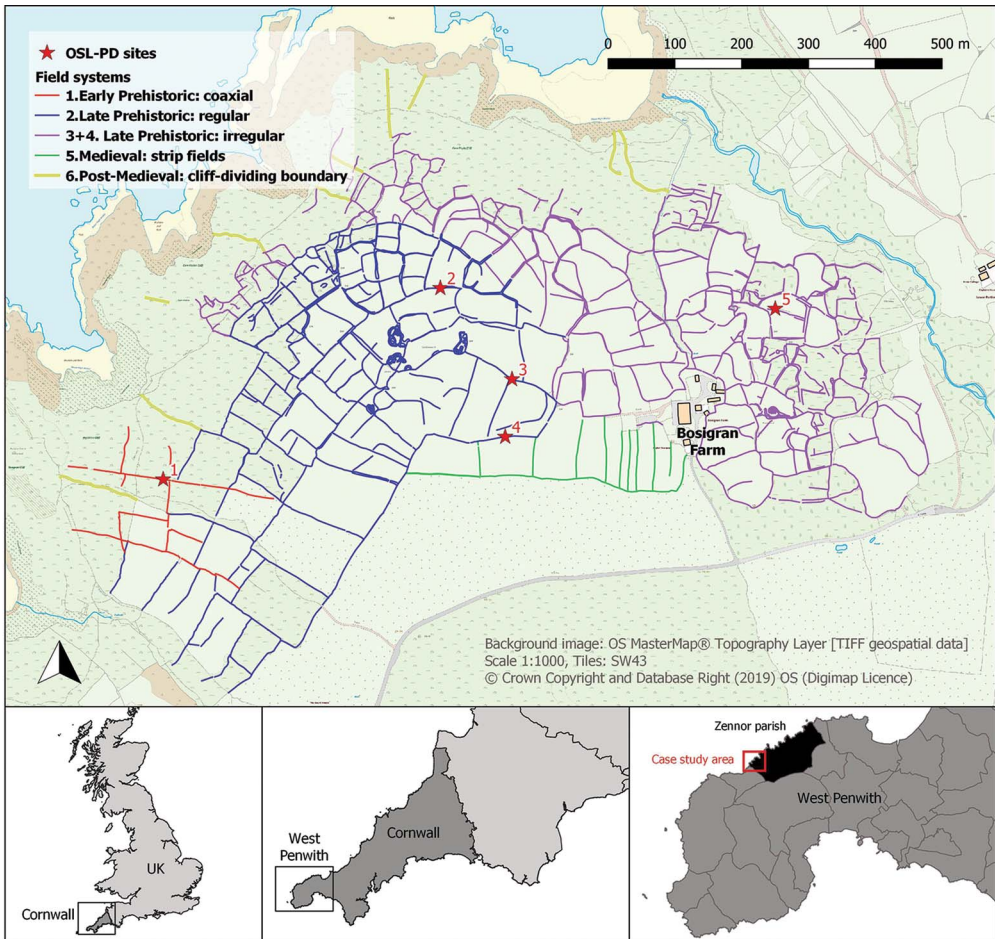 OSL-PD sites
Field systems
1.Early Prehistoric: coaxial
2.Late Prehistoric: regular
3+4. Late Prehistoric: irregular
5.Medieval: strip fields
6.Post-Medieval: cliff-dividing boundary
0 100 200 300 400 500 m
2
5
3
4
Bosigran
Farm
1
Background image: OS MasterMap® Topography Layer [TIFF geospatial data]
Scale 1:1000, Tiles: SW43
© Crown Copyright and Database Right (2019) OS (Digimap Licence)
UK
Cornwall
West
Penwith
Cornwall
Zennor parish
Case study area
West Penwith